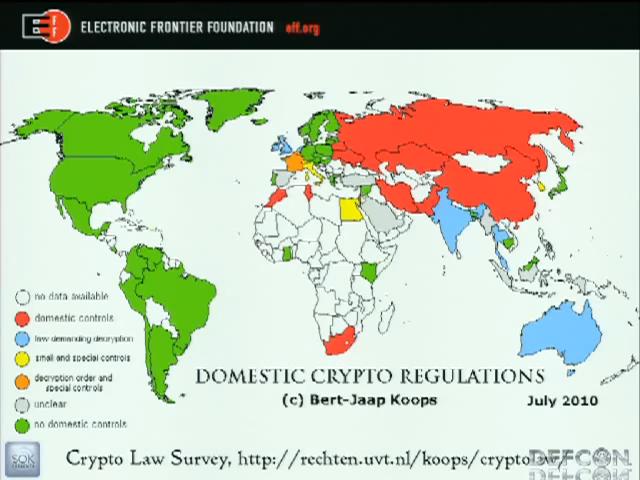 ELECTRONIC FRONTIER FOUNDATION eff.org
no data available
domestic controls
law demanding decryption
small and special controls
decryption order and
special controls
unclear
no domestic controls
DOMESTIC CRYPTO REGULATIONS
(c) Bert-Jaap Koops
July 2010
Crypto Law Survey, http://rechten.uvt.nl/koops/cryptolaw/
SOK
DEFCON